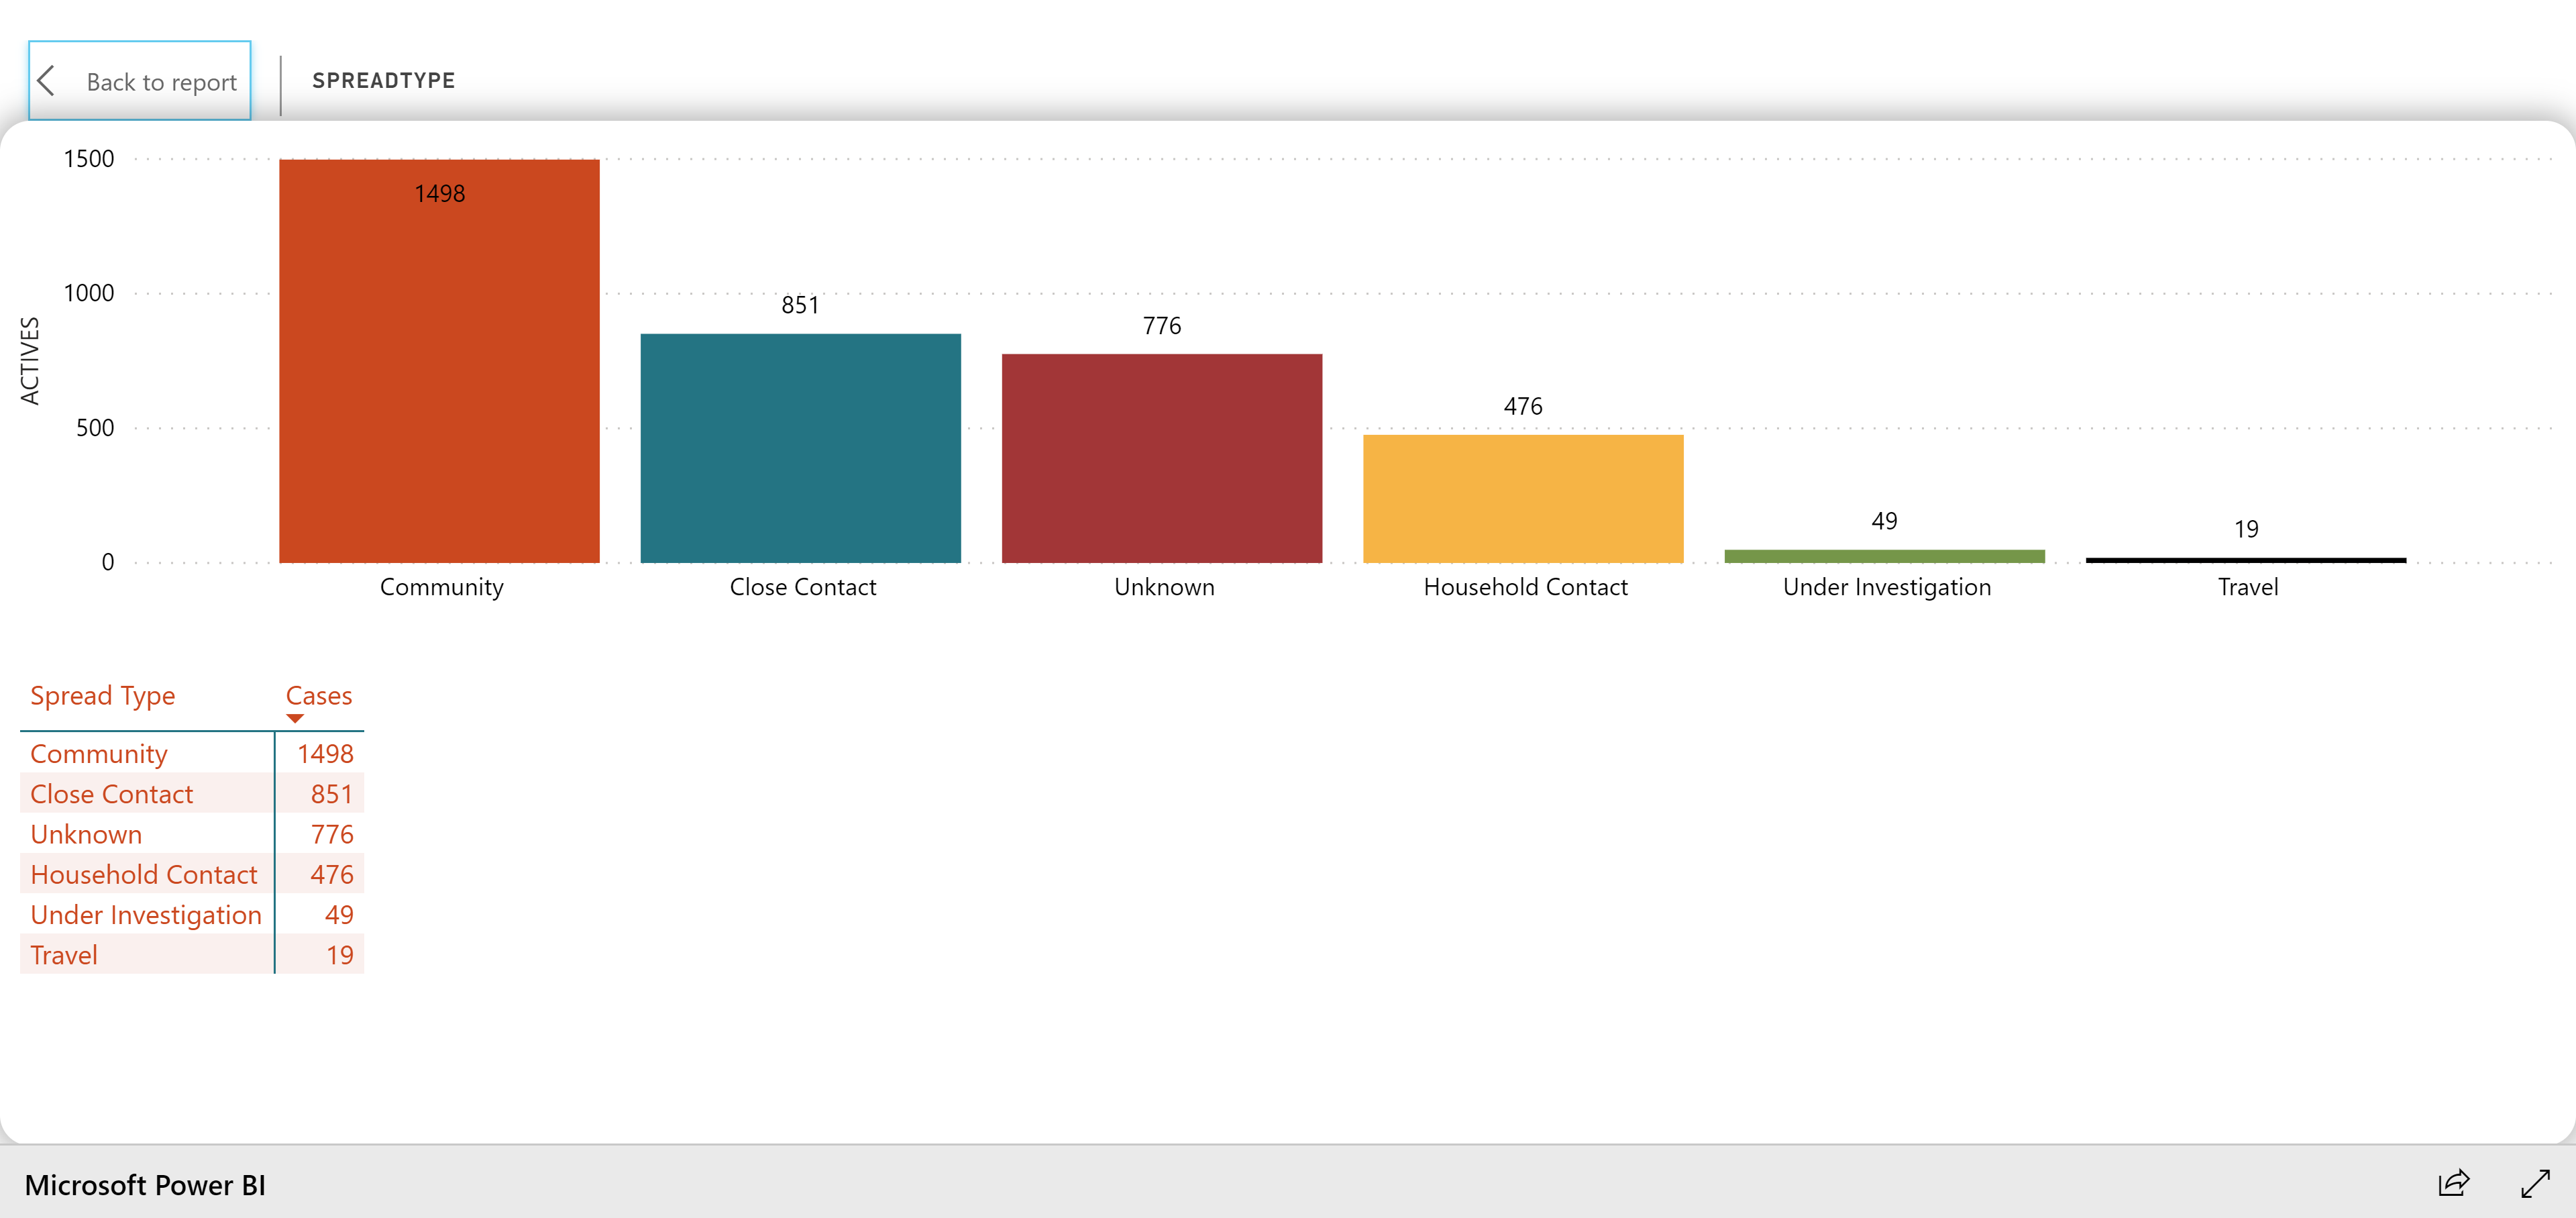 Back to report
SPREADTYPE
ACTIVES
1500
1000
500
0
1498
851
776
476
49
19
Community Close Contact Unknown Household Contact Under Investigation Travel
Spread Type Cases
Community 1498
Close Contact 851
Unknown 776
Household Contact 476
Under Investigation 49
Travel 19
Microsoft Power BI